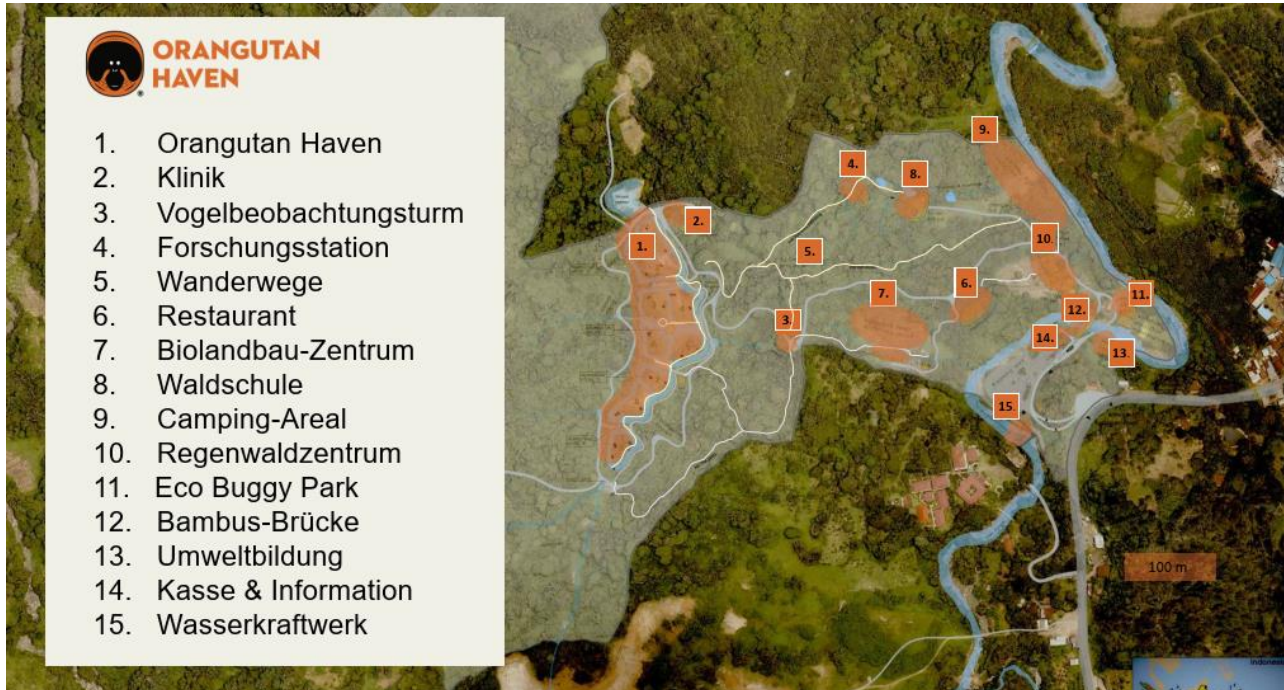 ORANGUTAN
HAVEN
®
1. Orangutan Haven
2. Klinik
3. Vogelbeobachtungsturm
4. Forschungsstation
5. Wanderwege
6. Restaurant
7. Biolandbau-Zentrum
8. Waldschule
9. Camping-Areal
10. Regenwaldzentrum
11. Eco Buggy Park
12. Bambus-Brücke
13. Umweltbildung
14. Kasse & Information
15. Wasserkraftwerk
9.
4.
8.
2.
1.
10.
5.
6.
7.
11.
12.
3.
14.
13.
15.
100 m
Indonesia